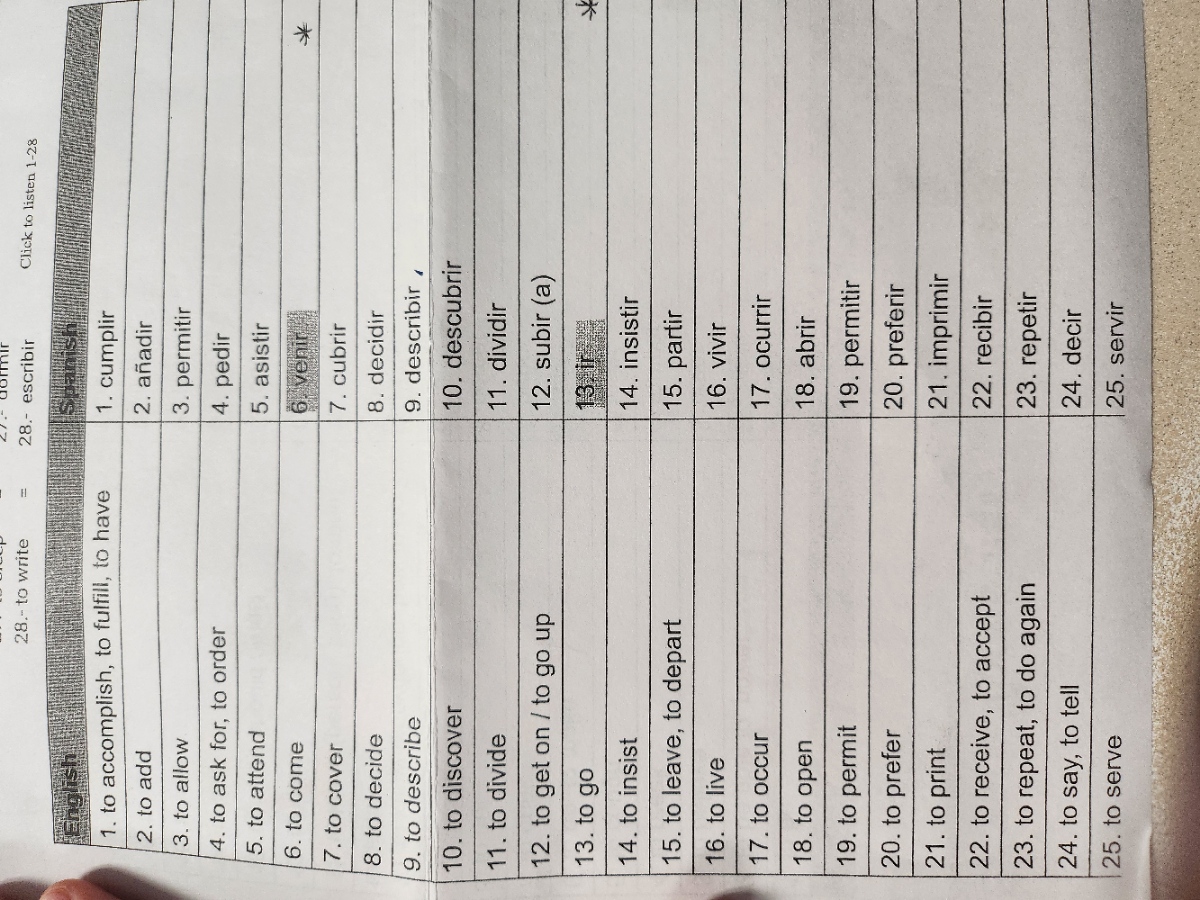 27.- to sleep = 27.- dormir
28.- to write = 28.- escribir Click to listen 1-28
English Spanish
1. to accomplish, to fulfill, to have 1. cumplir
2. to add 2. añadir
3. to allow 3. permitir
4. to ask for, to order 4. pedir
5. to attend 5. asistir
6. to come 6. venir *
7. to cover 7. cubrir
8. to decide 8. decidir
9. to describe 9. describir
10. to discover 10. descubrir
11. to divide 11. dividir
12. to get on / to go up 12. subir (a)
13. to go 13. ir *
14. to insist 14. insistir
15. to leave, to depart 15. partir
16. to live 16. vivir
17. to occur 17. ocurrir
18. to open 18. abrir
19. to permit 19. permitir
20. to prefer 20. preferir
21. to print 21. imprimir
22. to receive, to accept 22. recibir
23. to repeat, to do again 23. repetir
24. to say, to tell 24. decir
25. to serve 25. servir